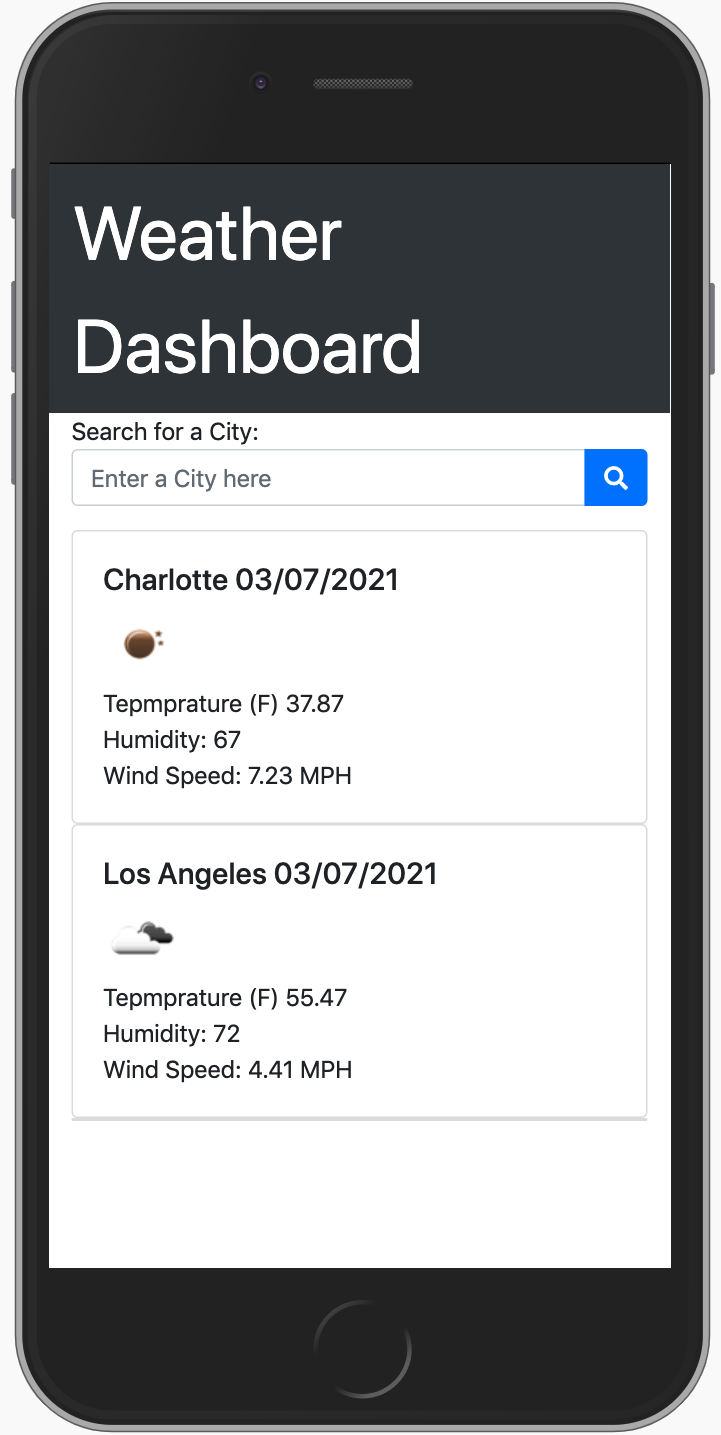 Weather
Dashboard
Search for a City:
Enter a City here
Charlotte 03/07/2021
Tepmprature (F) 37.87
Humidity: 67
Wind Speed: 7.23 MPH
Los Angeles 03/07/2021
Tepmprature (F) 55.47
Humidity: 72
Wind Speed: 4.41 MPH